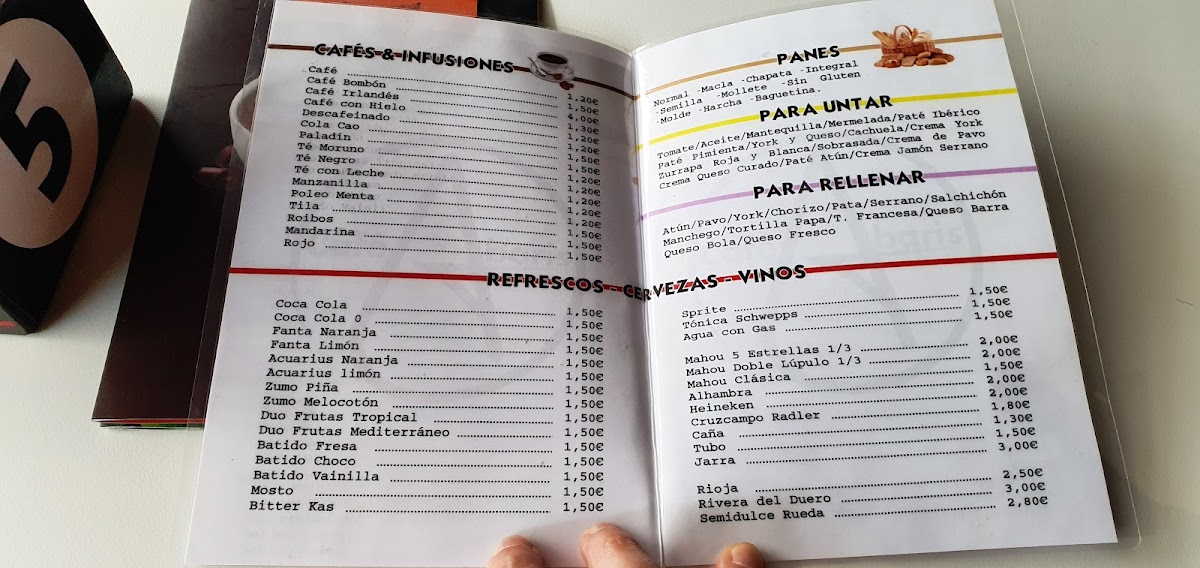 5
CAFÉS & INFUSIONES
Café 1,20€
Café Bombón 1,50€
Café Irlandés 4,00€
Café con Hielo 1,30€
Descafeinado 1,20€
Cola Cao 1,20€
Paladín 1,50€
Té Moruno 1,50€
Té Negro 1,20€
Té con Leche 1,50€
Manzanilla 1,20€
Poleo Menta 1,20€
Tila 1,20€
Roibos 1,50€
Mandarina 1,50€
Rojo 1,50€
PANES
Normal -Macla -Chapata -Integral
-Semilla -Mollete -Sin Gluten
-Molde -Harcha -Baguetina.
PARA UNTAR
Tomate/Aceite/Mantequilla/Mermelada/Paté Ibérico
Paté Pimienta/York y Queso/Cachuela/Crema York
Zurrapa Roja y Blanca/Sobrasada/Crema de Pavo
Crema Queso Curado/Paté Atún/Crema Jamón Serrano
PARA RELLENAR
Atún/Pavo/York/Chorizo/Pata/Serrano/Salchichón
Manchego/Tortilla Papa/T. Francesa/Queso Barra
Queso Bola/Queso Fresco
REFRESCOS - CERVEZAS - VINOS
Coca Cola 1,50€
Coca Cola 0 1,50€
Fanta Naranja 1,50€
Fanta Limón 1,50€
Acuarius Naranja 1,50€
Acuarius limón 1,50€
Zumo Piña 1,50€
Zumo Melocotón 1,50€
Duo Frutas Tropical 1,50€
Duo Frutas Mediterráneo 1,50€
Batido Fresa 1,50€
Batido Choco 1,50€
Batido Vainilla 1,50€
Mosto 1,50€
Bitter Kas 1,50€
Sprite 1,50€
Tónica Schwepps 1,50€
Agua con Gas 1,50€
Mahou 5 Estrellas 1/3 2,00€
Mahou Doble Lúpulo 1/3 2,00€
Mahou Clásica 1,50€
Alhambra 2,00€
Heineken 2,00€
Cruzcampo Radler 1,80€
Caña 1,30€
Tubo 1,50€
Jarra 3,00€
Rioja 2,50€
Rivera del Duero 3,00€
Semidulce Rueda 2,80€